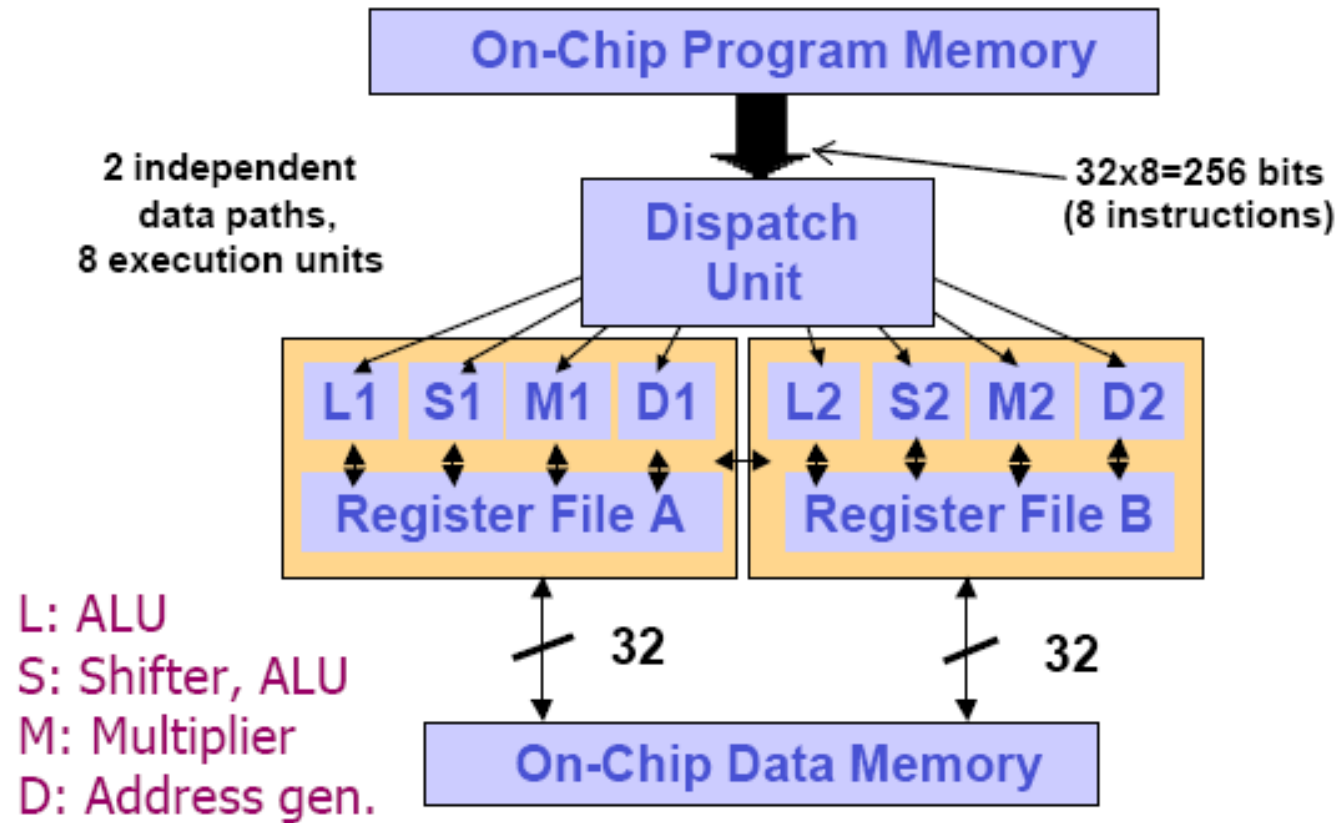 On-Chip Program Memory
2 independent
data paths,
8 execution units
32x8=256 bits
(8 instructions)
Dispatch
Unit
L1 S1 M1 D1 L2 S2 M2 D2
Register File A Register File B
L: ALU
S: Shifter, ALU
M: Multiplier
D: Address gen.
32 32
On-Chip Data Memory